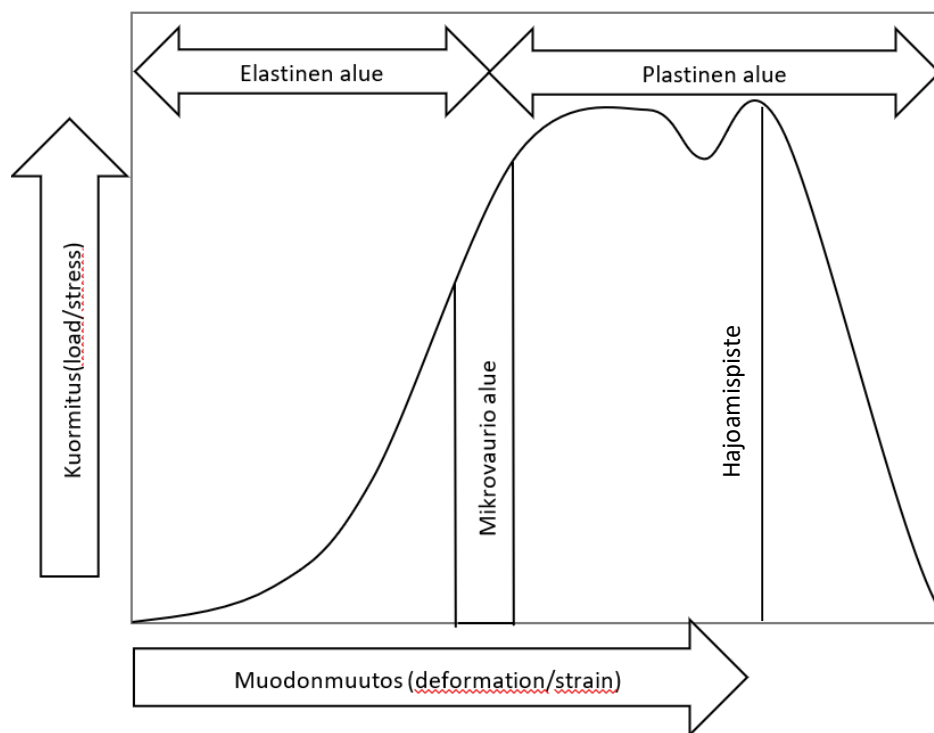 Elastinen alue
Plastinen alue
Kuormitus(load/stress)
Mikrovaurio alue
Hajoamispiste
Muodonmuutos (deformation/strain)